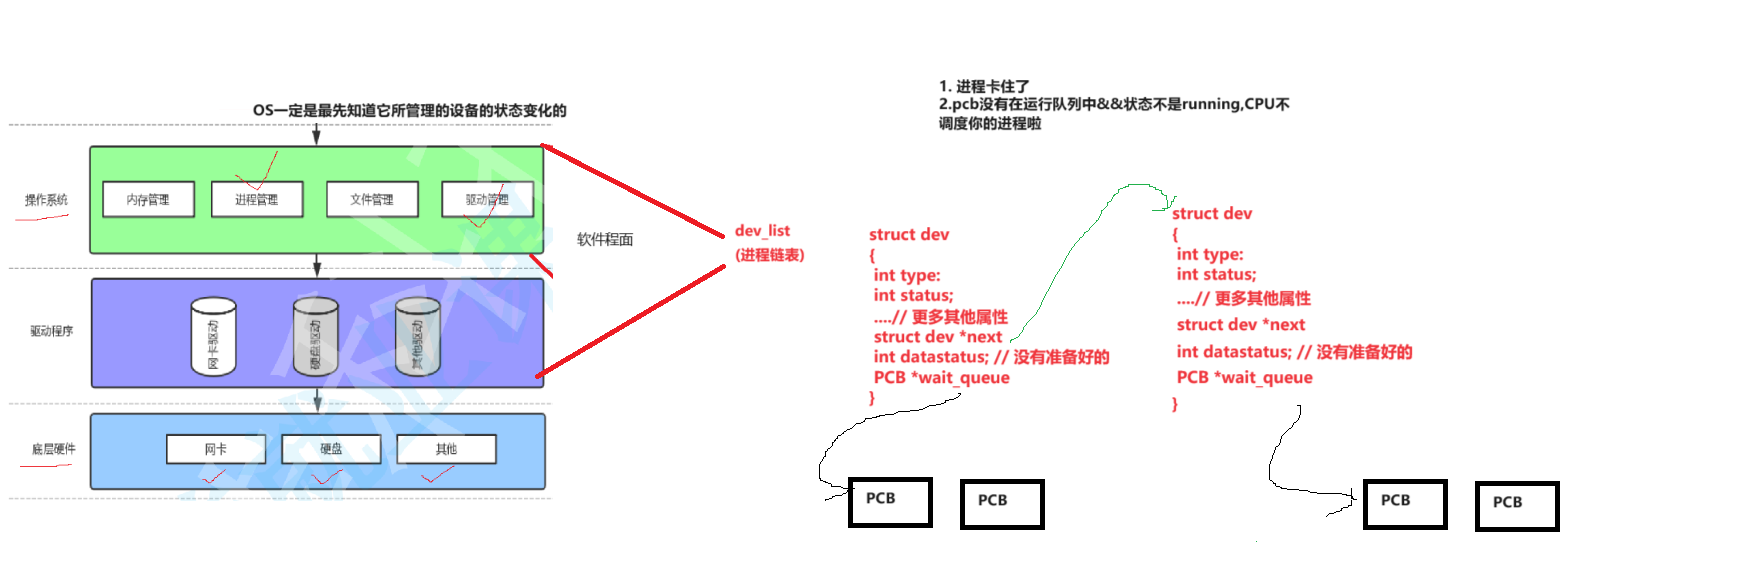 OS一定是最先知道它所管理的设备的状态变化的
操作系统
内存管理
进程管理
文件管理
驱动管理
软件程面
驱动程序
网卡驱动
硬盘驱动
其他驱动
底层硬件
网卡
硬盘
其他
dev_list
(进程链表)
1. 进程卡住了
2.pcb没有在运行队列中&&状态不是running,CPU不
调度你的进程啦
struct dev
{
int type:
int status;
....// 更多其他属性
struct dev *next
int datastatus; // 没有准备好的
PCB *wait_queue
}
PCB
PCB
struct dev
{
int type:
int status;
....// 更多其他属性
struct dev *next
int datastatus; // 没有准备好的
PCB *wait_queue
}
PCB
PCB